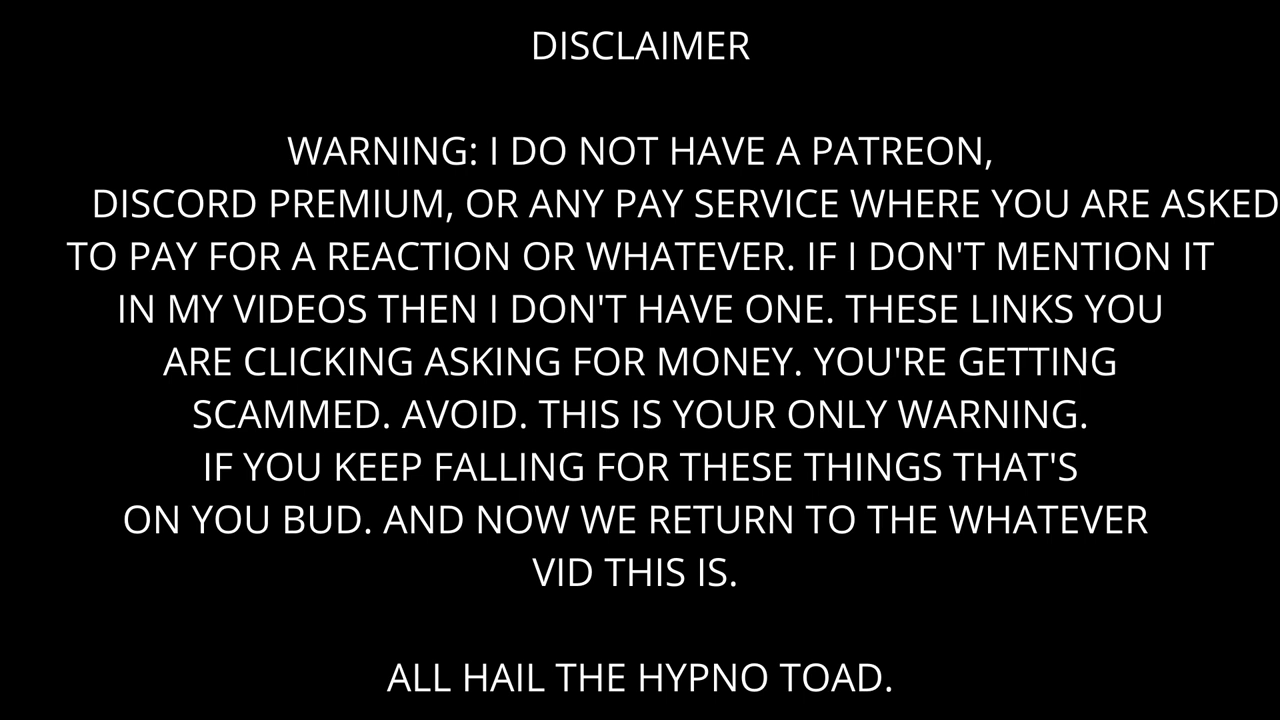 DISCLAIMER
WARNING: I DO NOT HAVE A PATREON,
DISCORD PREMIUM, OR ANY PAY SERVICE WHERE YOU ARE ASKED
TO PAY FOR A REACTION OR WHATEVER. IF I DON'T MENTION IT
IN MY VIDEOS THEN I DON'T HAVE ONE. THESE LINKS YOU
ARE CLICKING ASKING FOR MONEY. YOU'RE GETTING
SCAMMED. AVOID. THIS IS YOUR ONLY WARNING.
IF YOU KEEP FALLING FOR THESE THINGS THAT'S
ON YOU BUD. AND NOW WE RETURN TO THE WHATEVER
VID THIS IS.
ALL HAIL THE HYPNO TOAD.